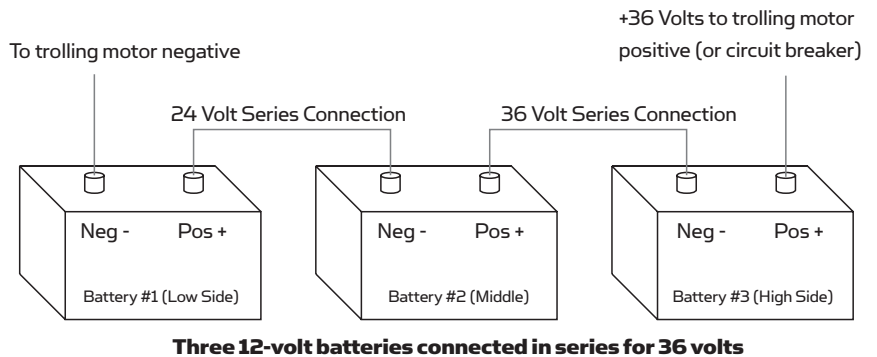 +36 Volts to trolling motor
positive (or circuit breaker)
To trolling motor negative
24 Volt Series Connection
36 Volt Series Connection
Neg -
Pos +
Neg -
Pos +
Neg -
Pos +
Battery #1 (Low Side)
Battery #2 (Middle)
Battery #3 (High Side)
Three 12-volt batteries connected in series for 36 volts